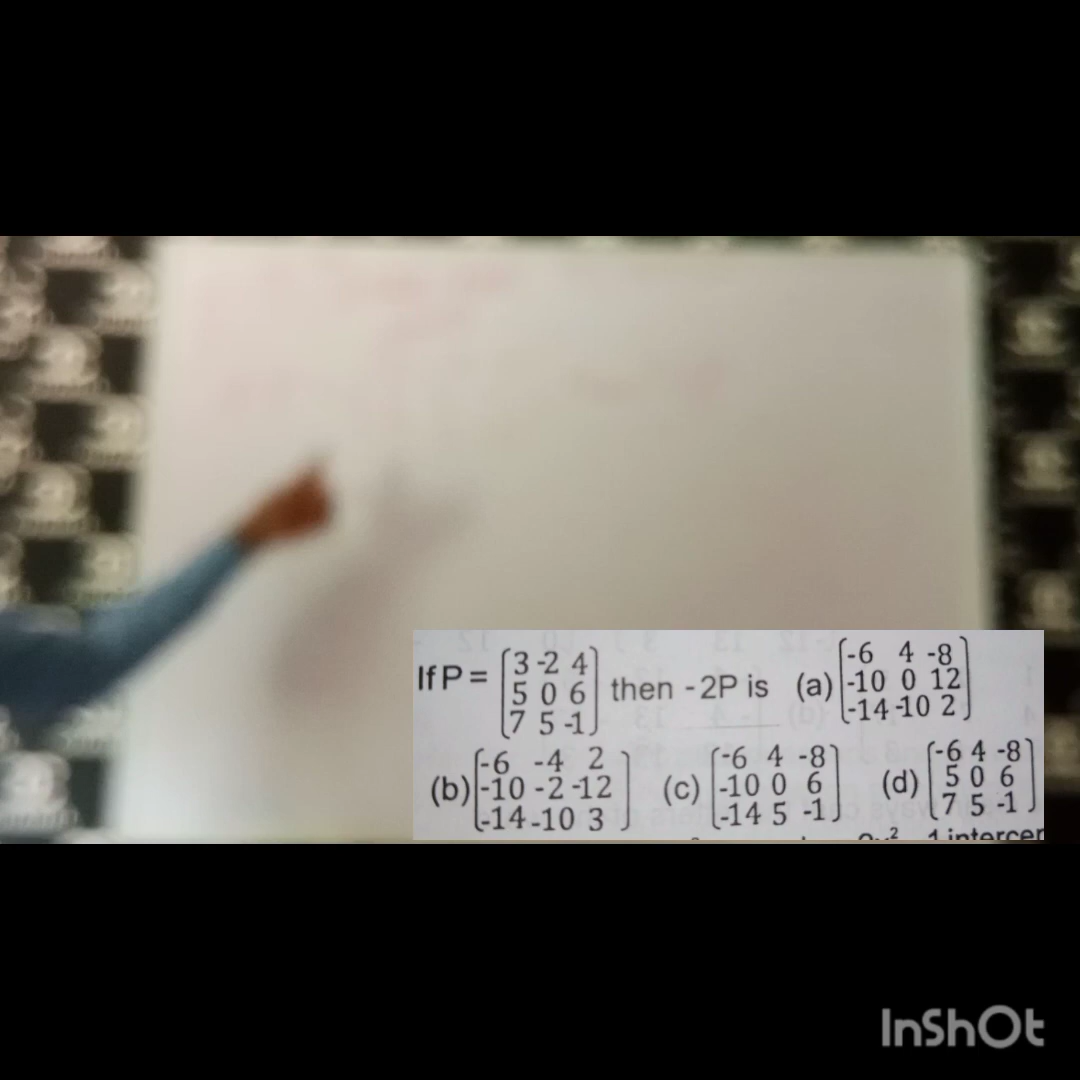 If P = [3 -2 4] then -2P is (a) [-6 4 -8]
[5 0 6] [-10 0 12]
[7 5 -1] [-14 -10 2]
(b) [-6 -4 2] (c) [-6 4 -8] (d) [-6 4 -8]
[-10 -2 -12] [-10 0 6] [5 0 6]
[-14 -10 3] [-14 5 -1] [7 5 -1]
1 intercer
InShOt